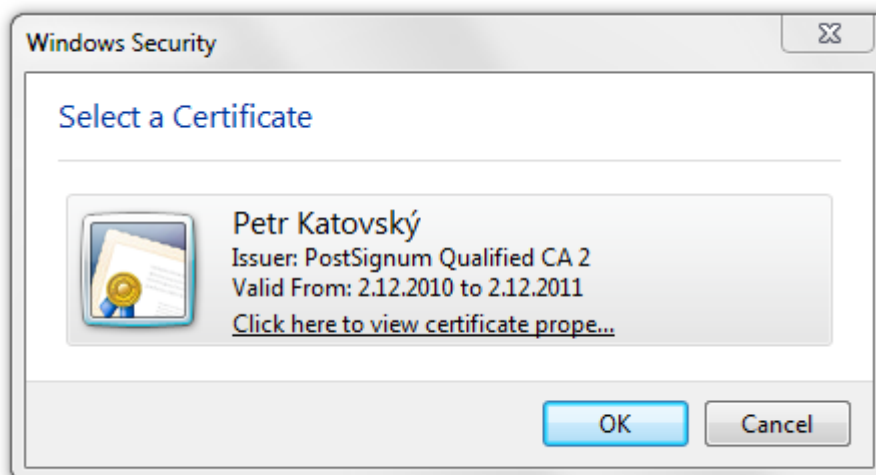 Windows Security
Select a Certificate
Petr Katovský
Issuer: PostSignum Qualified CA 2
Valid From: 2.12.2010 to 2.12.2011
Click here to view certificate prope...
OK
Cancel